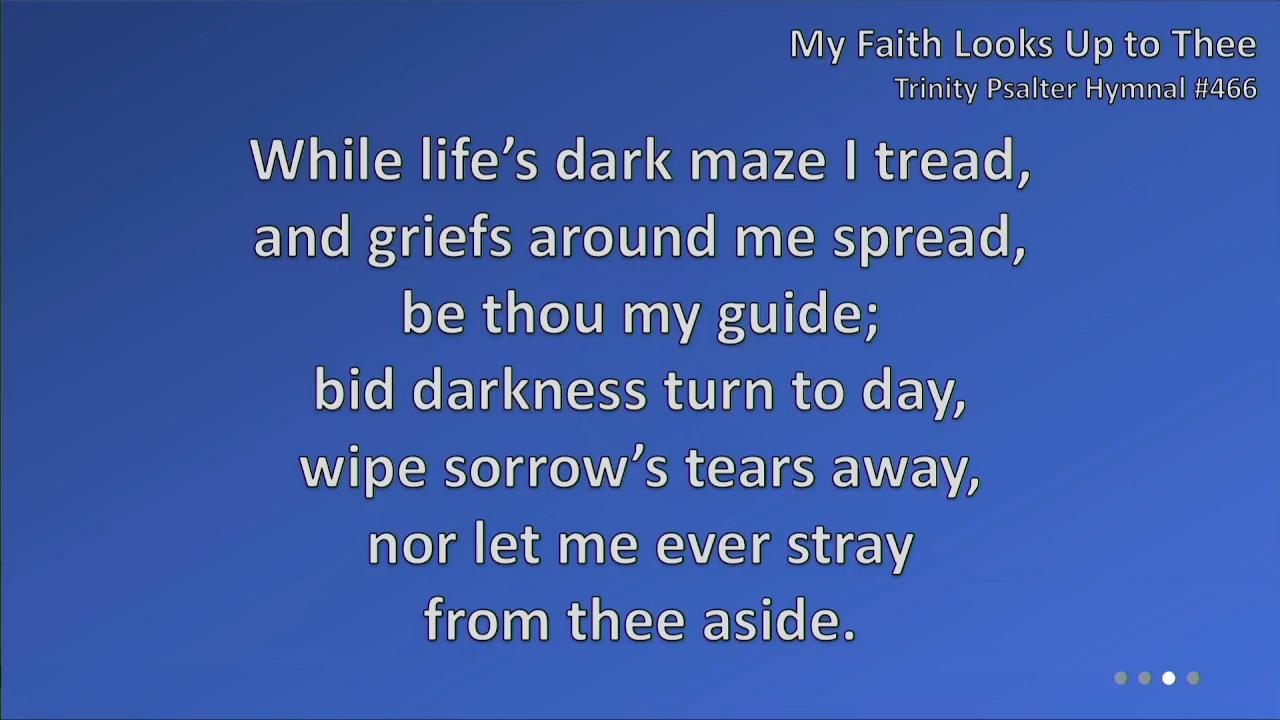 My Faith Looks Up to Thee
Trinity Psalter Hymnal #466
While life’s dark maze I tread,
and griefs around me spread,
be thou my guide;
bid darkness turn to day,
wipe sorrow’s tears away,
nor let me ever stray
from thee aside.